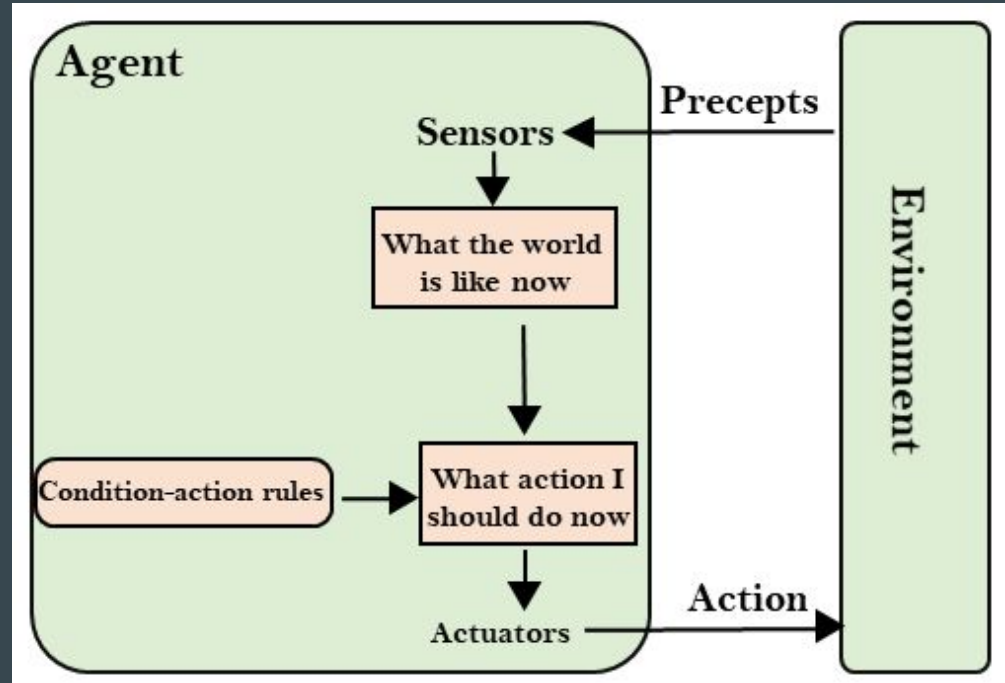 Agent
Precepts
Sensors
What the world
is like now
Environment
Condition-action rules
What action I
should do now
Action
Actuators